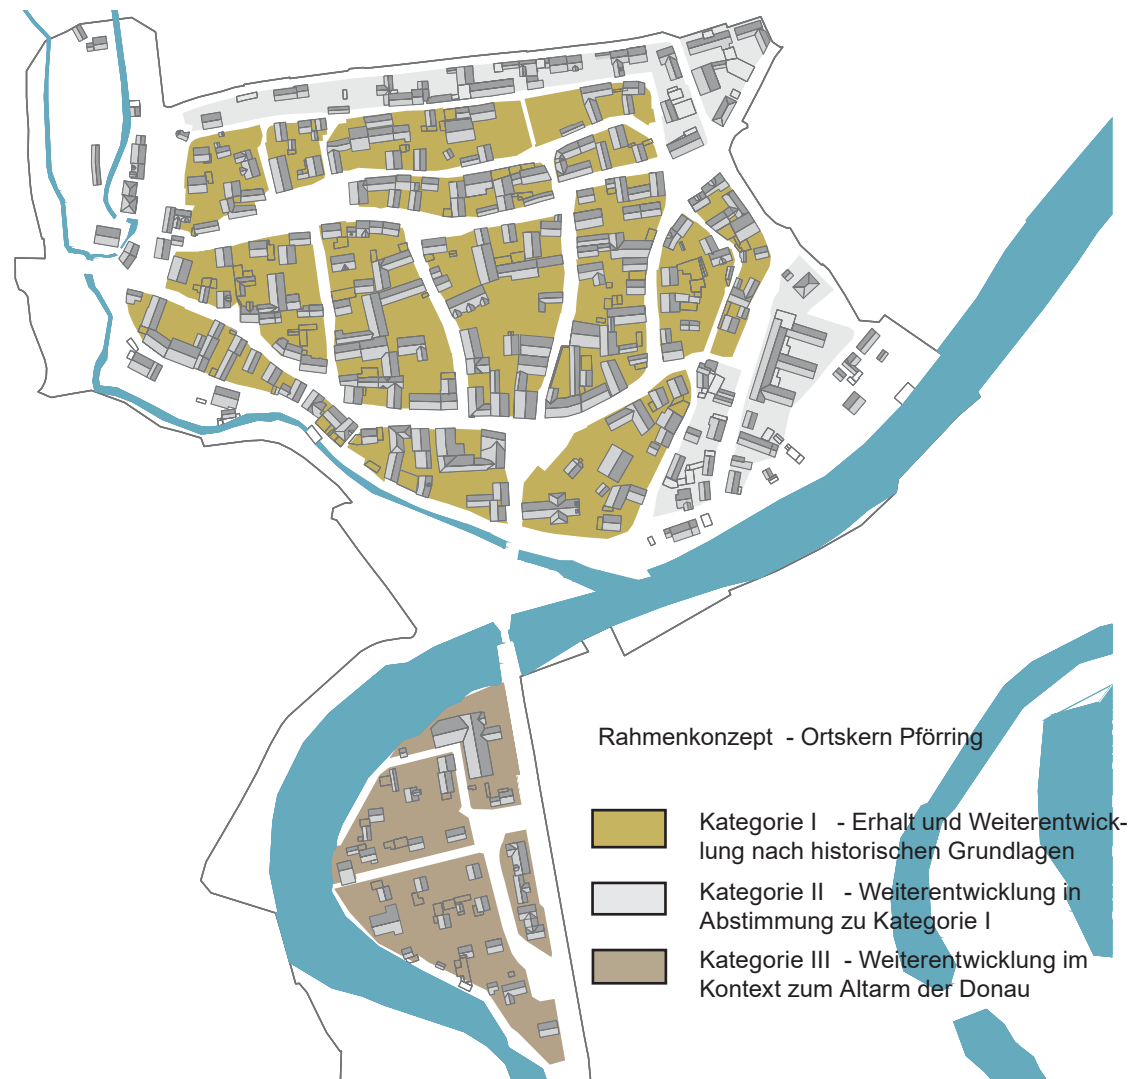 Rahmenkonzept - Ortskern Pförring
Kategorie I - Erhalt und Weiterentwick-
lung nach historischen Grundlagen
Kategorie II - Weiterentwicklung in
Abstimmung zu Kategorie I
Kategorie III - Weiterentwicklung im
Kontext zum Altarm der Donau